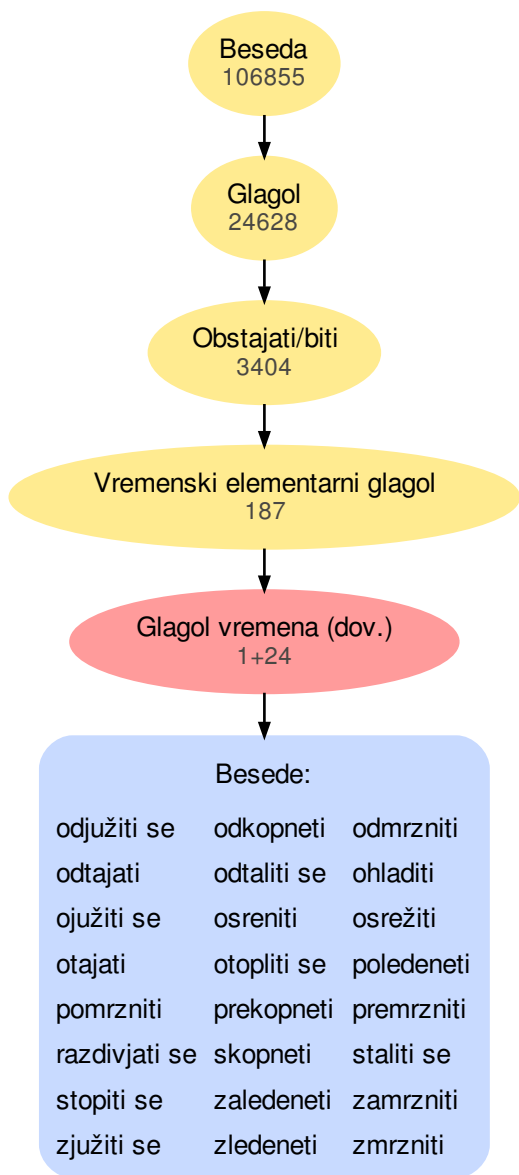 Beseda
106855
Glagol
24628
Obstajati/biti
3404
Vremenski elementarni glagol
187
Glagol vremena (dov.)
1+24
Besede:
odjužiti se odkopneti odmrzniti
odtajati odtaliti se ohladiti
ojužiti se osreniti osrežiti
otajati otopliti se poledeneti
pomrzniti prekopneti premrzniti
razdivjati se skopneti staliti se
stopiti se zaledeneti zamrzniti
zjužiti se zledeneti zmrzniti